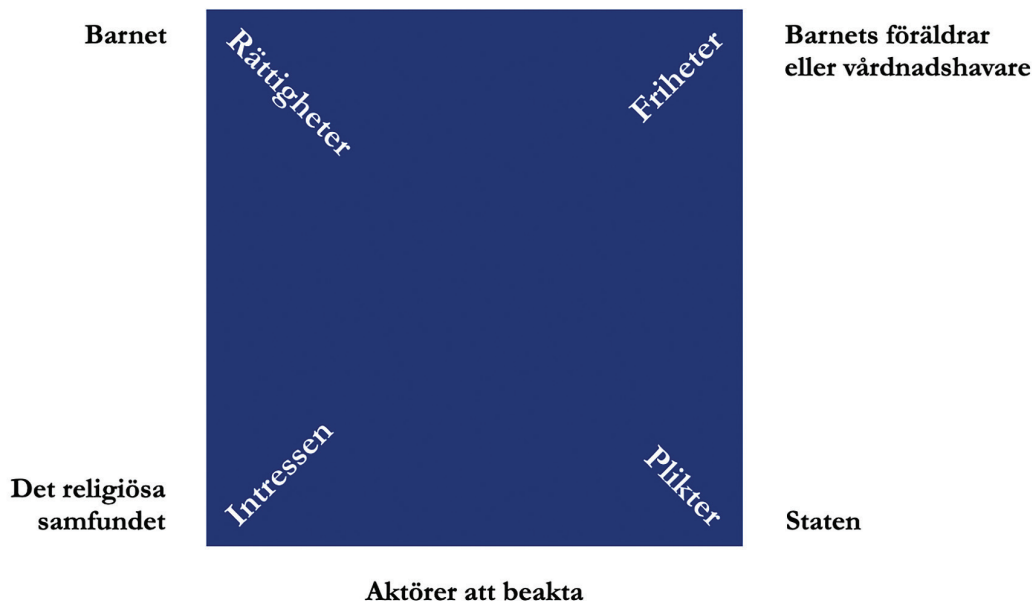 Barnet
Rättigheter
Friheter
Barnets föräldrar
eller vårdnadshavare
Det religiösa
samfundet
Intressen
Plikter
Staten
Aktörer att beakta